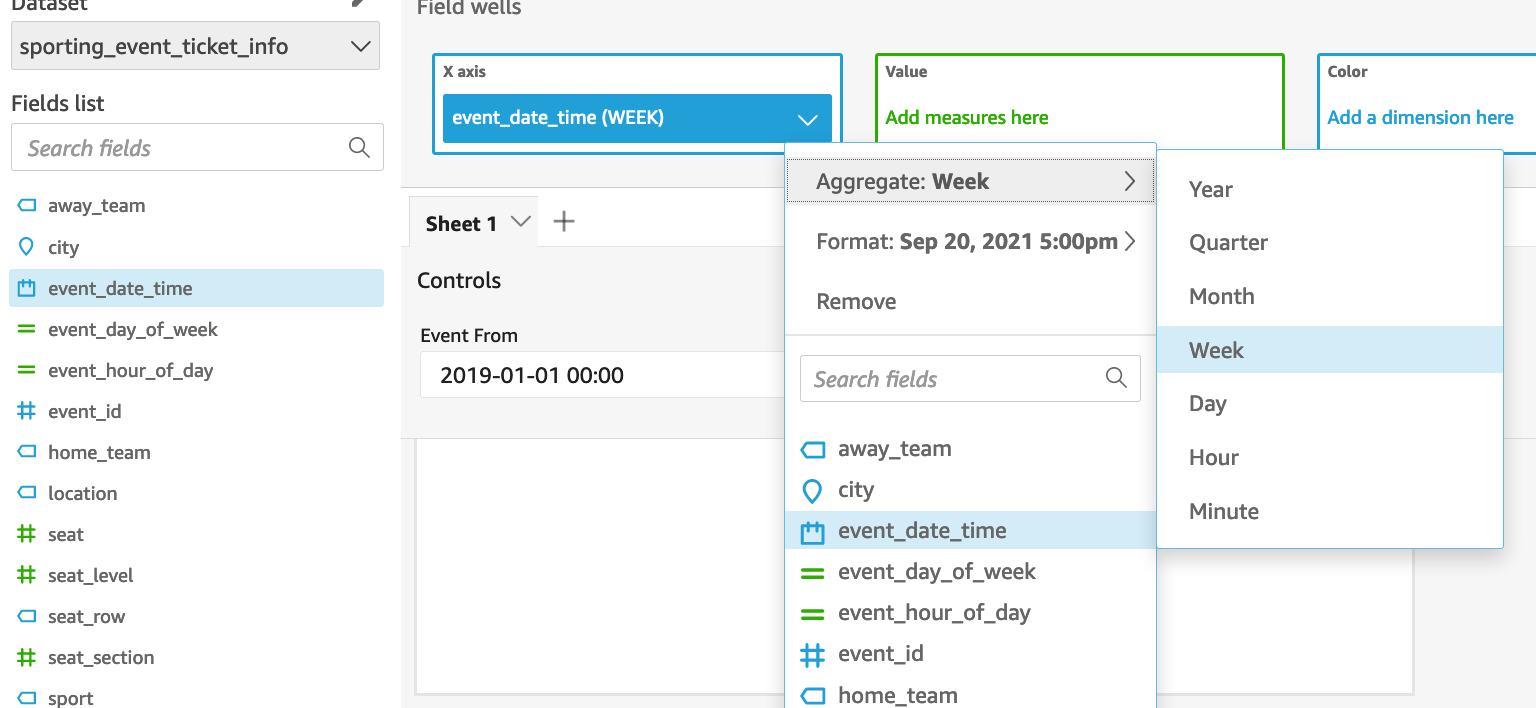 Dataset
sporting_event_ticket_info
Fields list
Search fields
away_team
city
event_date_time
event_day_of_week
event_hour_of_day
event_id
home_team
location
seat
seat_level
seat_row
seat_section
sport
Field wells
X axis
event_date_time (WEEK)
Value
Add measures here
Color
Add a dimension here
Sheet 1
Controls
Event From
2019-01-01 00:00
Aggregate: Week
Format: Sep 20, 2021 5:00pm
Remove
Search fields
away_team
city
event_date_time
event_day_of_week
event_hour_of_day
event_id
home_team
Year
Quarter
Month
Week
Day
Hour
Minute